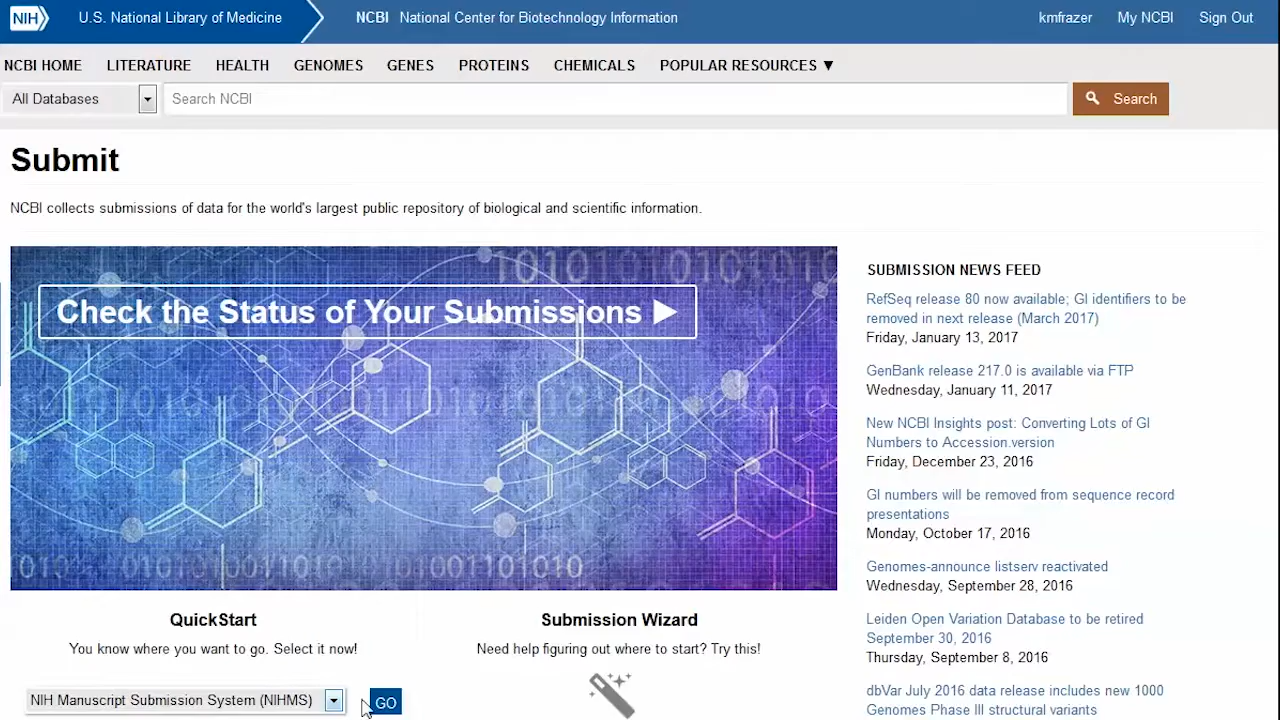 NIH U.S. National Library of Medicine NCBI National Center for Biotechnology Information kmfrazer My NCBI Sign Out
NCBI HOME LITERATURE HEALTH GENOMES GENES PROTEINS CHEMICALS POPULAR RESOURCES ▼
All Databases Search NCBI Search
Submit
NCBI collects submissions of data for the world's largest public repository of biological and scientific information.
Check the Status of Your Submissions ▶
QuickStart
You know where you want to go. Select it now!
NIH Manuscript Submission System (NIHMS) GO
Submission Wizard
Need help figuring out where to start? Try this!
SUBMISSION NEWS FEED
RefSeq release 80 now available; GI identifiers to be
removed in next release (March 2017)
Friday, January 13, 2017
GenBank release 217.0 is available via FTP
Wednesday, January 11, 2017
New NCBI Insights post: Converting Lots of GI
Numbers to Accession.version
Friday, December 23, 2016
GI numbers will be removed from sequence record
presentations
Monday, October 17, 2016
Genomes-announce listserv reactivated
Wednesday, September 28, 2016
Leiden Open Variation Database to be retired
September 30, 2016
Thursday, September 8, 2016
dbVar July 2016 data release includes new 1000
Genomes Phase III structural variants